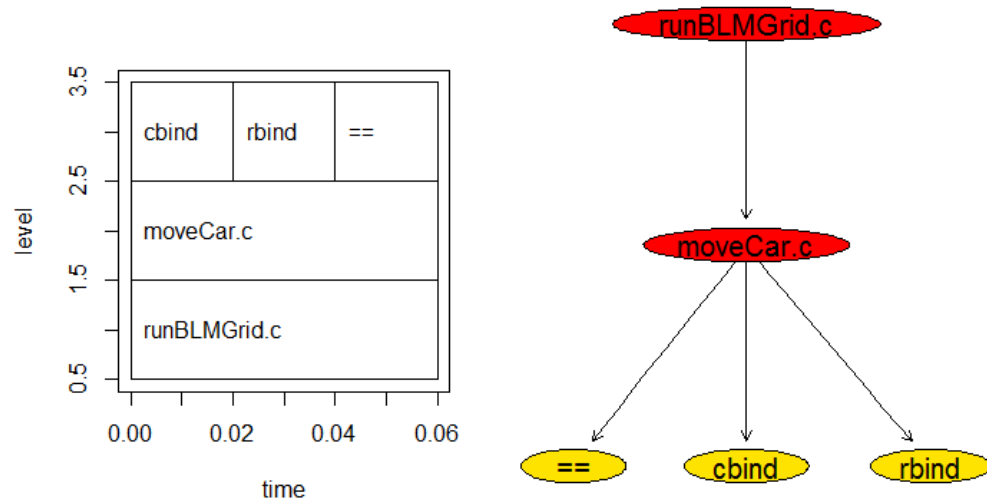 3.5
2.5
1.5
0.5
level
cbind rbind ==
moveCar.c
runBLMGrid.c
0.00 0.02 0.04 0.06
time
runBLMGrid.c
moveCar.c
== cbind rbind